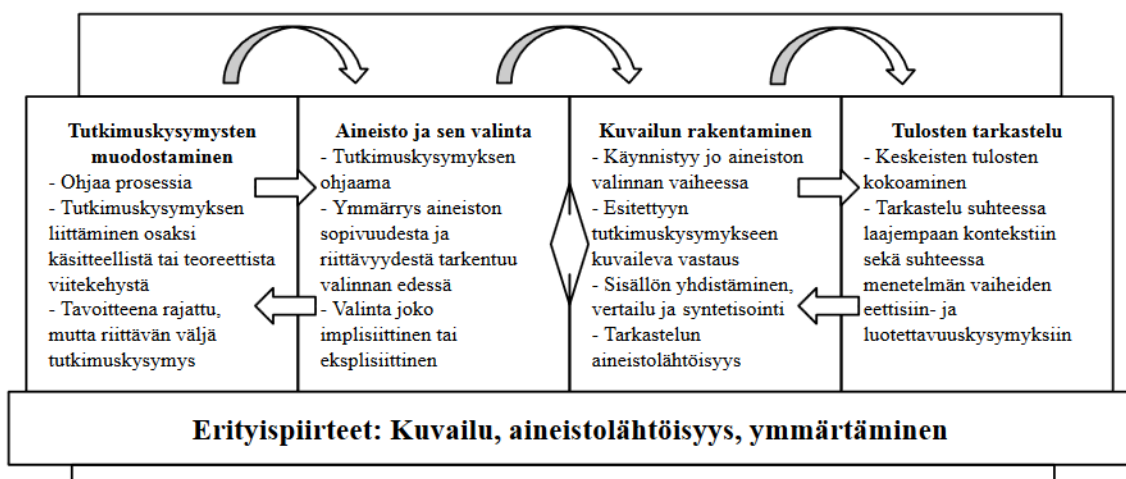 Tutkimuskysymysten
muodostaminen
- Ohjaa prosessia
- Tutkimuskysymyksen
liittäminen osaksi
käsitteellistä tai teoreettista
viitekehystä
- Tavoitteena rajattu,
mutta riittävän väljä
tutkimuskysymys
Aineisto ja sen valinta
- Tutkimuskysymyksen
ohjaama
- Ymmärrys aineiston
sopivuudesta ja
riittävyydestä tarkentuu
valinnan edessä
- Valinta joko
implisiittinen tai
eksplisiittinen
Kuvailun rakentaminen
- Käynnistyy jo aineiston
valinnan vaiheessa
- Esitettyyn
tutkimuskysymykseen
kuvaileva vastaus
- Sisällön yhdistäminen,
vertailu ja syntetisointi
- Tarkastelun
aineistolähtöisyys
Tulosten tarkastelu
- Keskeisten tulosten
kokoaminen
- Tarkastelu suhteessa
laajempaan kontekstiin
sekä suhteessa
menetelmän vaiheiden
eettisiin- ja
luotettavuuskysymyksiin
Erityispiirteet: Kuvailu, aineistolähtöisyys, ymmärtäminen